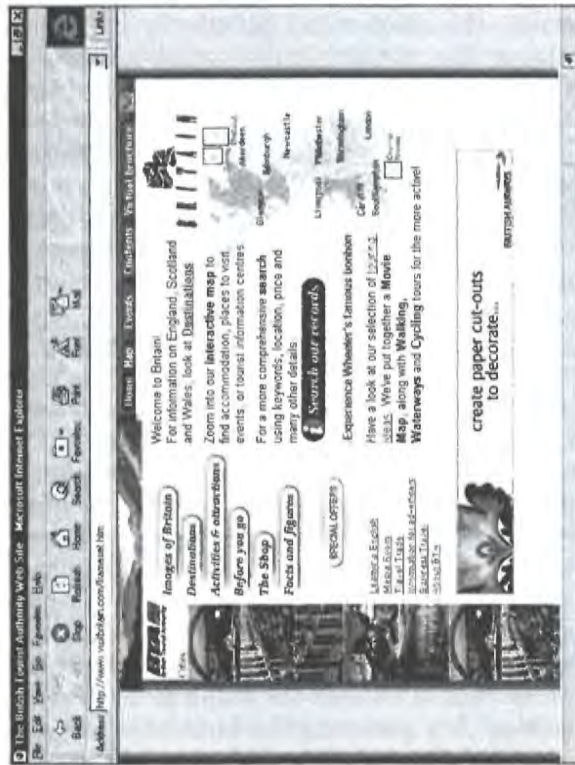 The British Tourist Authority Web Site Microsoft Internet Explorer
File Edit View Go Favorites Help
Back Stop Refresh Home Search Favorites Print Font Mail
Address Links
Home Map Events Contents Virtual Brochure
BRITAIN
Cities
Images of Britain
Destinations
Activities & attractions
Before you go
The Shop
Facts and figures
SPECIAL OFFERS
Learning English
Media Room
Travel Trade
Business Travel
Welcome to Britain!
For information on England, Scotland
and Wales, look at Destinations
Zoom into our interactive map to
find accommodation, places to visit,
events, or tourist information centres
For a more comprehensive search
using keywords, location, price and
many other details
i Search our records
Experience Wheeler's famous bonhon
Have a look at our selection of touring
ideas. We've put together a Movie
Map, along with Walking,
Waterways and Cycling tours for the more active!
Aberdeen
Glasgow Edinburgh
Newcastle
Liverpool Manchester
Birmingham
Cardiff London
Southampton
create paper cut-outs
to decorate...
BRITISH AIRWAYS